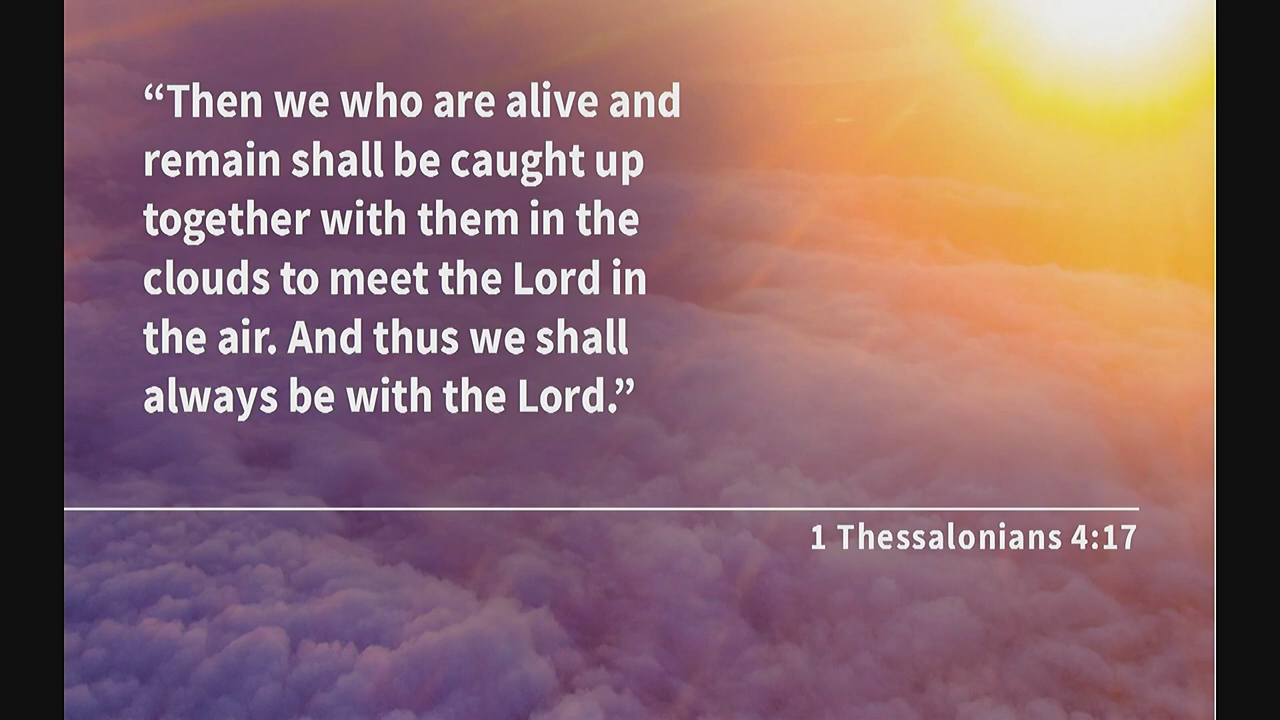 “Then we who are alive and
remain shall be caught up
together with them in the
clouds to meet the Lord in
the air. And thus we shall
always be with the Lord.”
1 Thessalonians 4:17